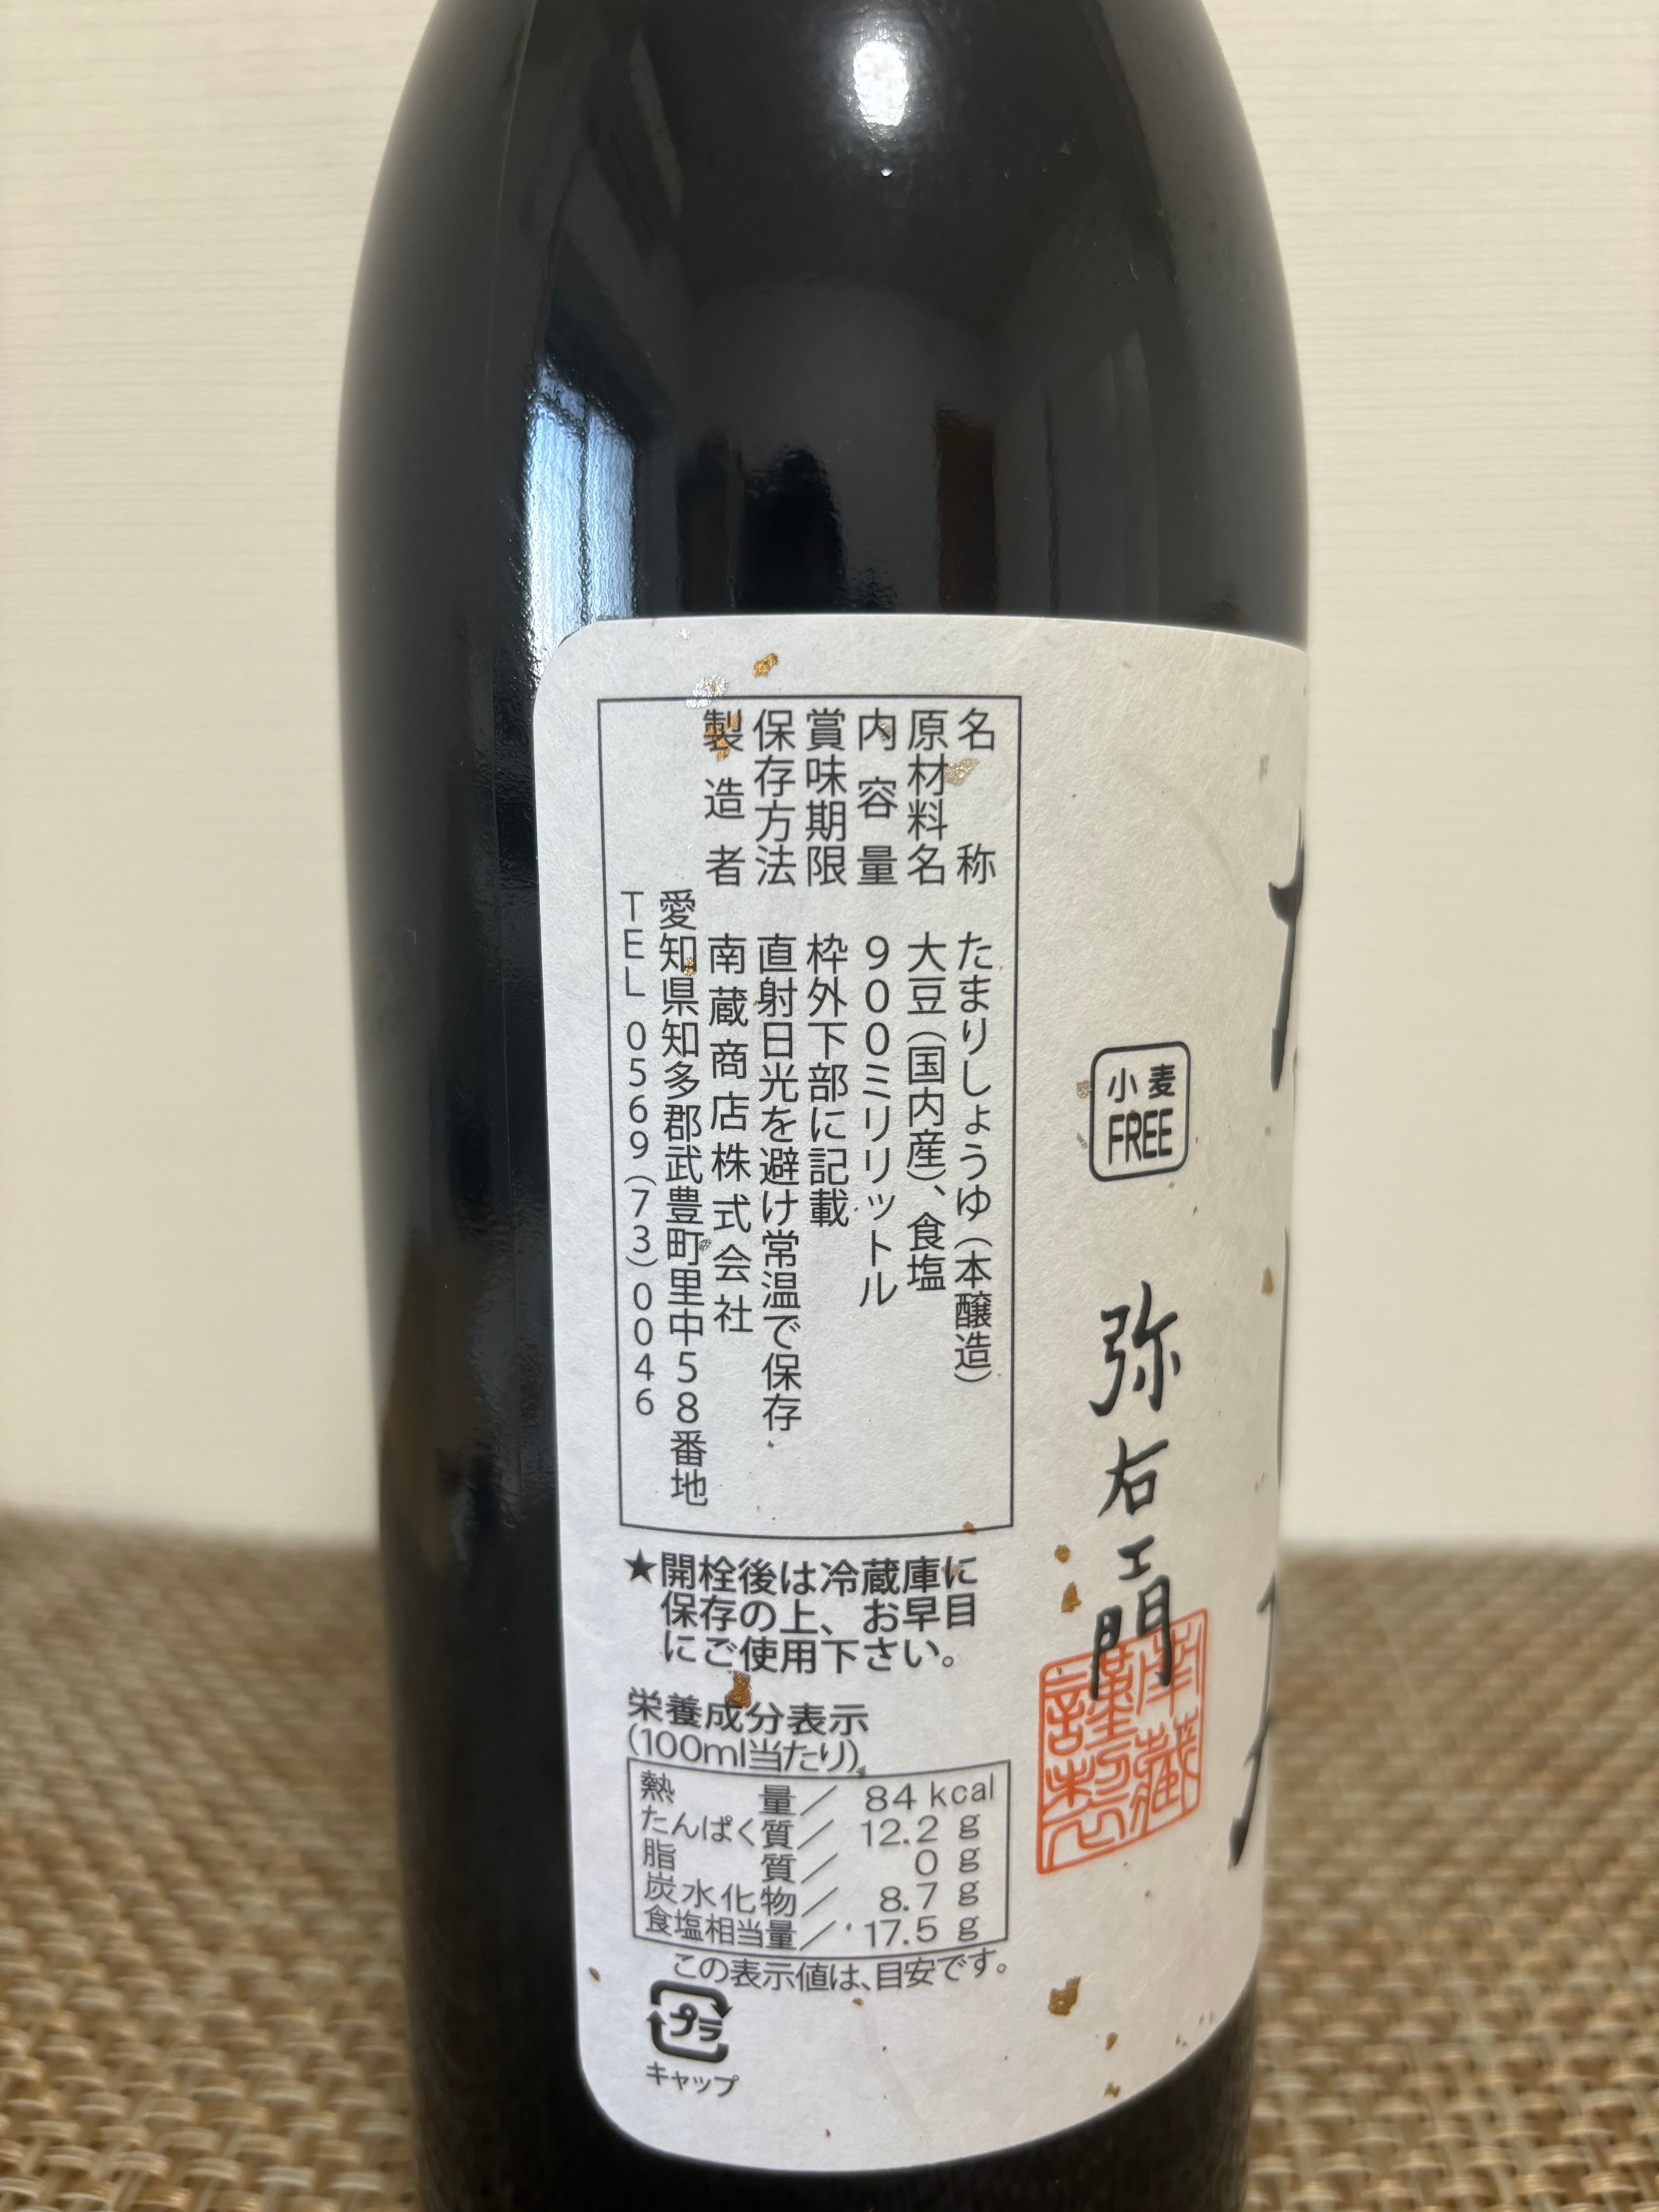 小麦
FREE
弥右エ門
南蔵
謹製
名称 たまりしょうゆ(本醸造)
原材料名 大豆(国内産)、食塩
内容量 900ミリリットル
賞味期限 枠外下部に記載
保存方法 直射日光を避け常温で保存
製造者 南蔵商店株式会社
愛知県知多郡武豊町里中58番地
TEL 0569(73)0046
★開栓後は冷蔵庫に
保存の上、お早目
にご使用下さい。
栄養成分表示
(100ml当たり)
熱量/ 84 kcal
たんぱく質/ 12.2 g
脂質/ 0 g
炭水化物/ 8.7 g
食塩相当量/ 17.5 g
この表示値は、目安です。
プラ
キャップ